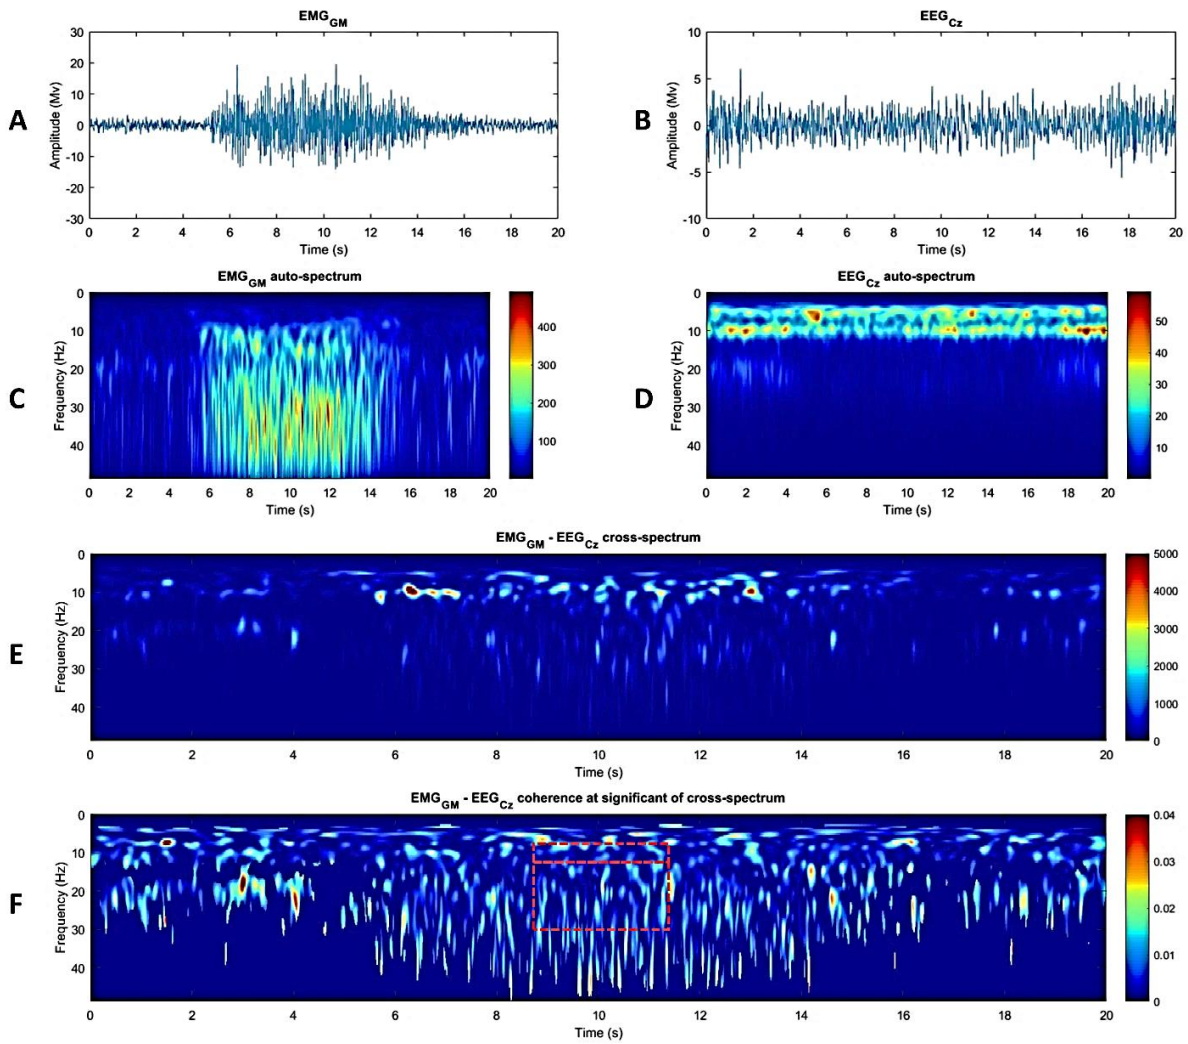 EMG_GM
EEG_Cz
A
Amplitude (Mv)
30
20
10
0
-10
-20
-30
0 2 4 6 8 10 12 14 16 18 20
Time (s)
B
Amplitude (Mv)
10
5
0
-5
-10
0 2 4 6 8 10 12 14 16 18 20
Time (s)
EMG_GM auto-spectrum
C
Frequency (Hz)
0
10
20
30
40
0 2 4 6 8 10 12 14 16 18 20
Time (s)
400
300
200
100
EEG_Cz auto-spectrum
D
Frequency (Hz)
0
10
20
30
40
0 2 4 6 8 10 12 14 16 18 20
Time (s)
50
40
30
20
10
EMG_GM - EEG_Cz cross-spectrum
E
Frequency (Hz)
0
10
20
30
40
0 2 4 6 8 10 12 14 16 18 20
Time (s)
5000
4000
3000
2000
1000
0
EMG_GM - EEG_Cz coherence at significant of cross-spectrum
F
Frequency (Hz)
0
10
20
30
40
0 2 4 6 8 10 12 14 16 18 20
Time (s)
0.04
0.03
0.02
0.01
0